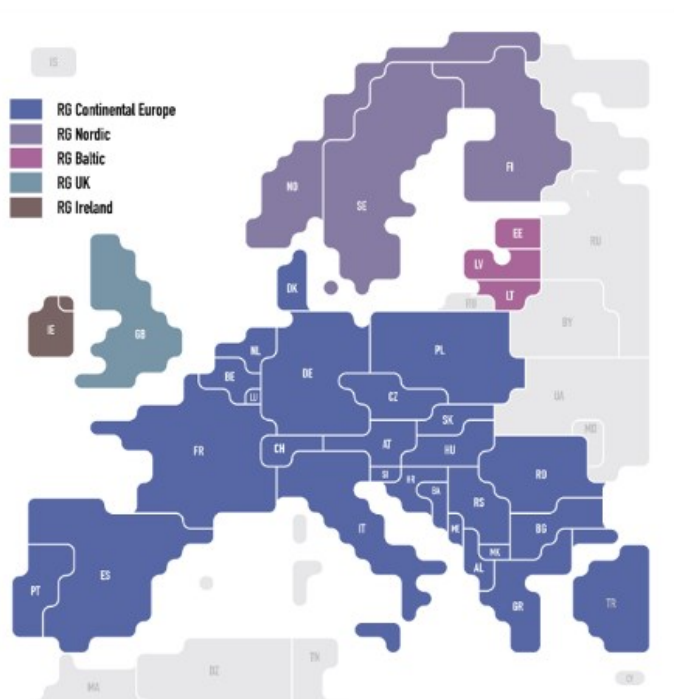 IS
RG Continental Europe
RG Nordic
RG Baltic
RG UK
RG Ireland
NO
SE
FI
EE
LV
LT
RU
RU
BY
DK
IE
GB
NL
BE
LU
DE
PL
CZ
SK
UA
MD
FR
CH
AT
HU
SI
HR
BA
RS
RO
ME
MK
BG
AL
IT
GR
TR
PT
ES
MA
DZ
TN
CY